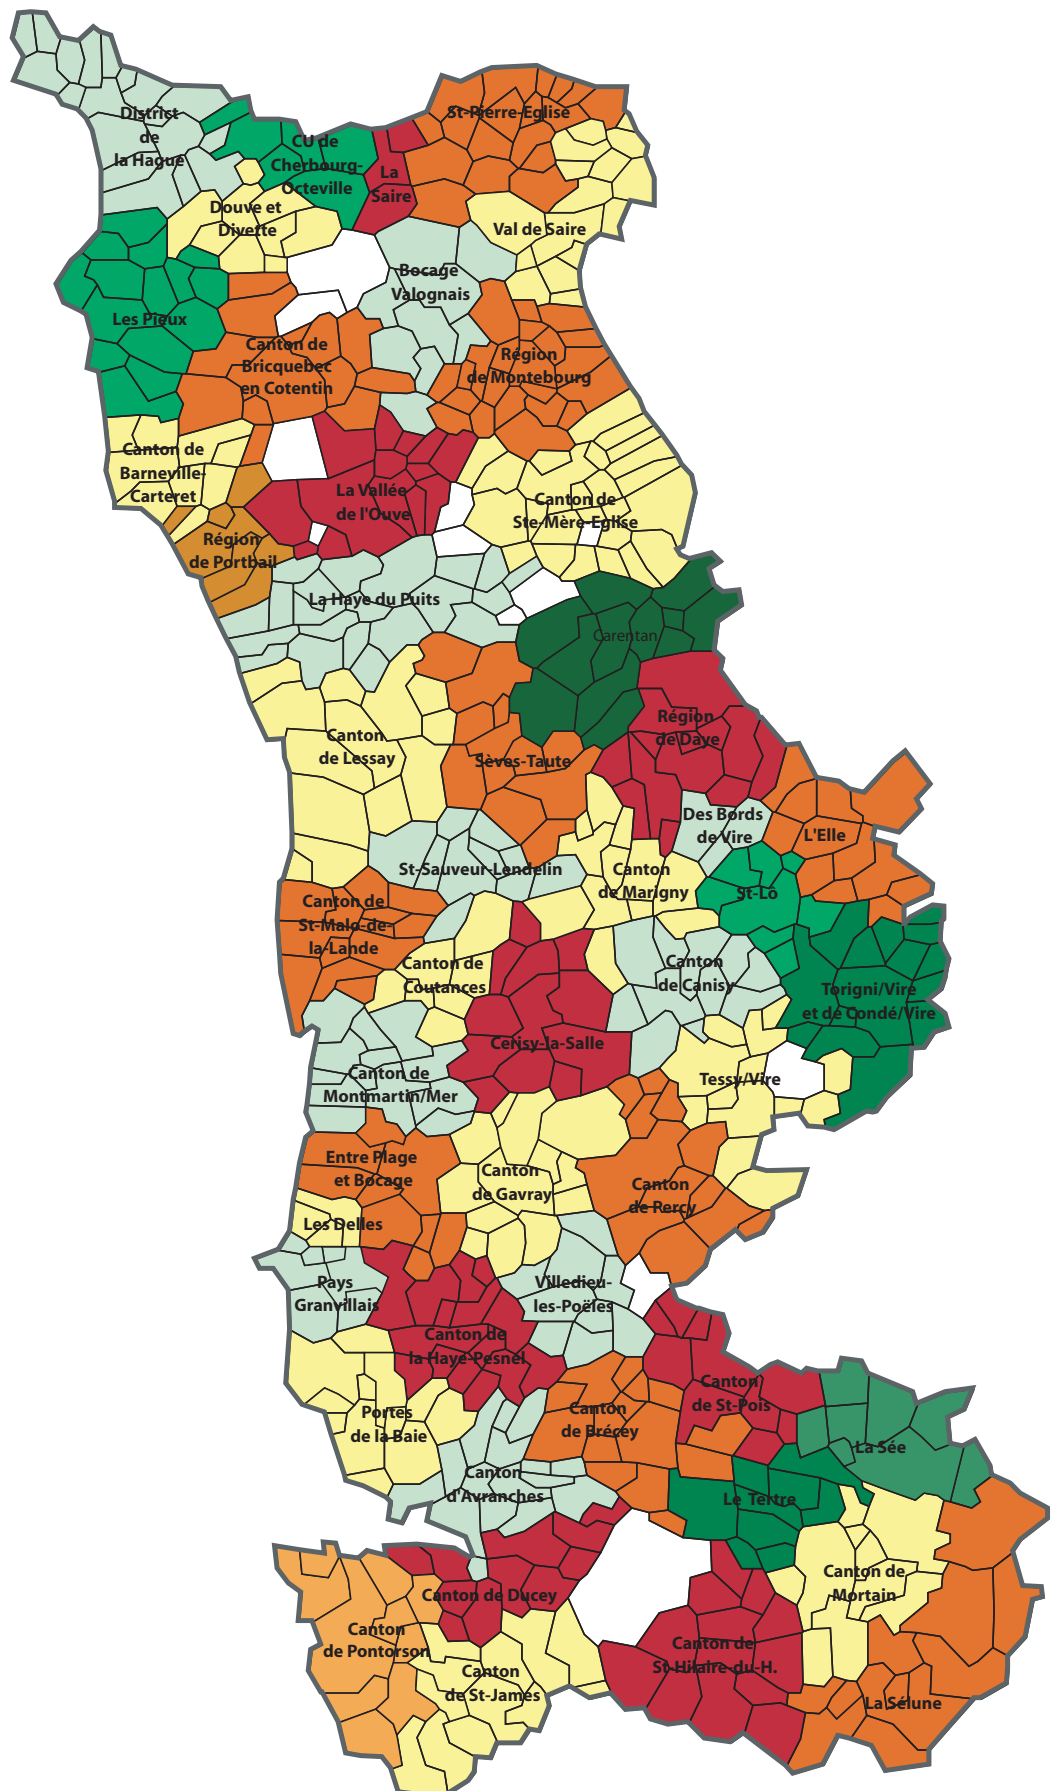 St-Pierre-Eglise
District
de
la Hague
CU de
Cherbourg-
Octeville
La
Saire
Douve et
Divette
Val de Saire
Bocage
Valognais
Les Pieux
Canton de
Bricquebec
en Cotentin
Région
de Montebourg
Canton de
Barneville-
Carteret
La Vallée
de l'Ouve
Canton de
Ste-Mère-Eglise
Région
de Portbail
La Haye du Puits
Carentan
Région
de Daye
Canton
de Lessay
Sèves-Taute
Des Bords
de Vire
L'Elle
St-Sauveur-Lendelin
Canton
de Marigny
St-Lô
Canton de
St-Malo-de-
la-Lande
Canton de
Coutances
Canton
de Canisy
Torigni/Vire
et de Condé/Vire
Cerisy-la-Salle
Canton de
Montmartin/Mer
Tessy/Vire
Entre Plage
et Bocage
Canton
de Gavray
Canton
de Rercy
Les Delles
Pays
Granvillais
Villedieu-
les-Poëles
Canton de
la Haye-Pesnel
Canton
de St-Pois
Portes
de la Baie
Canton
de Brécey
La Sée
Canton
d'Avranches
Le Tertre
Canton de
Mortain
Canton de Ducey
Canton
de Pontorson
Canton de
St-Hilaire-du-H.
Canton
de St-James
La Sélune